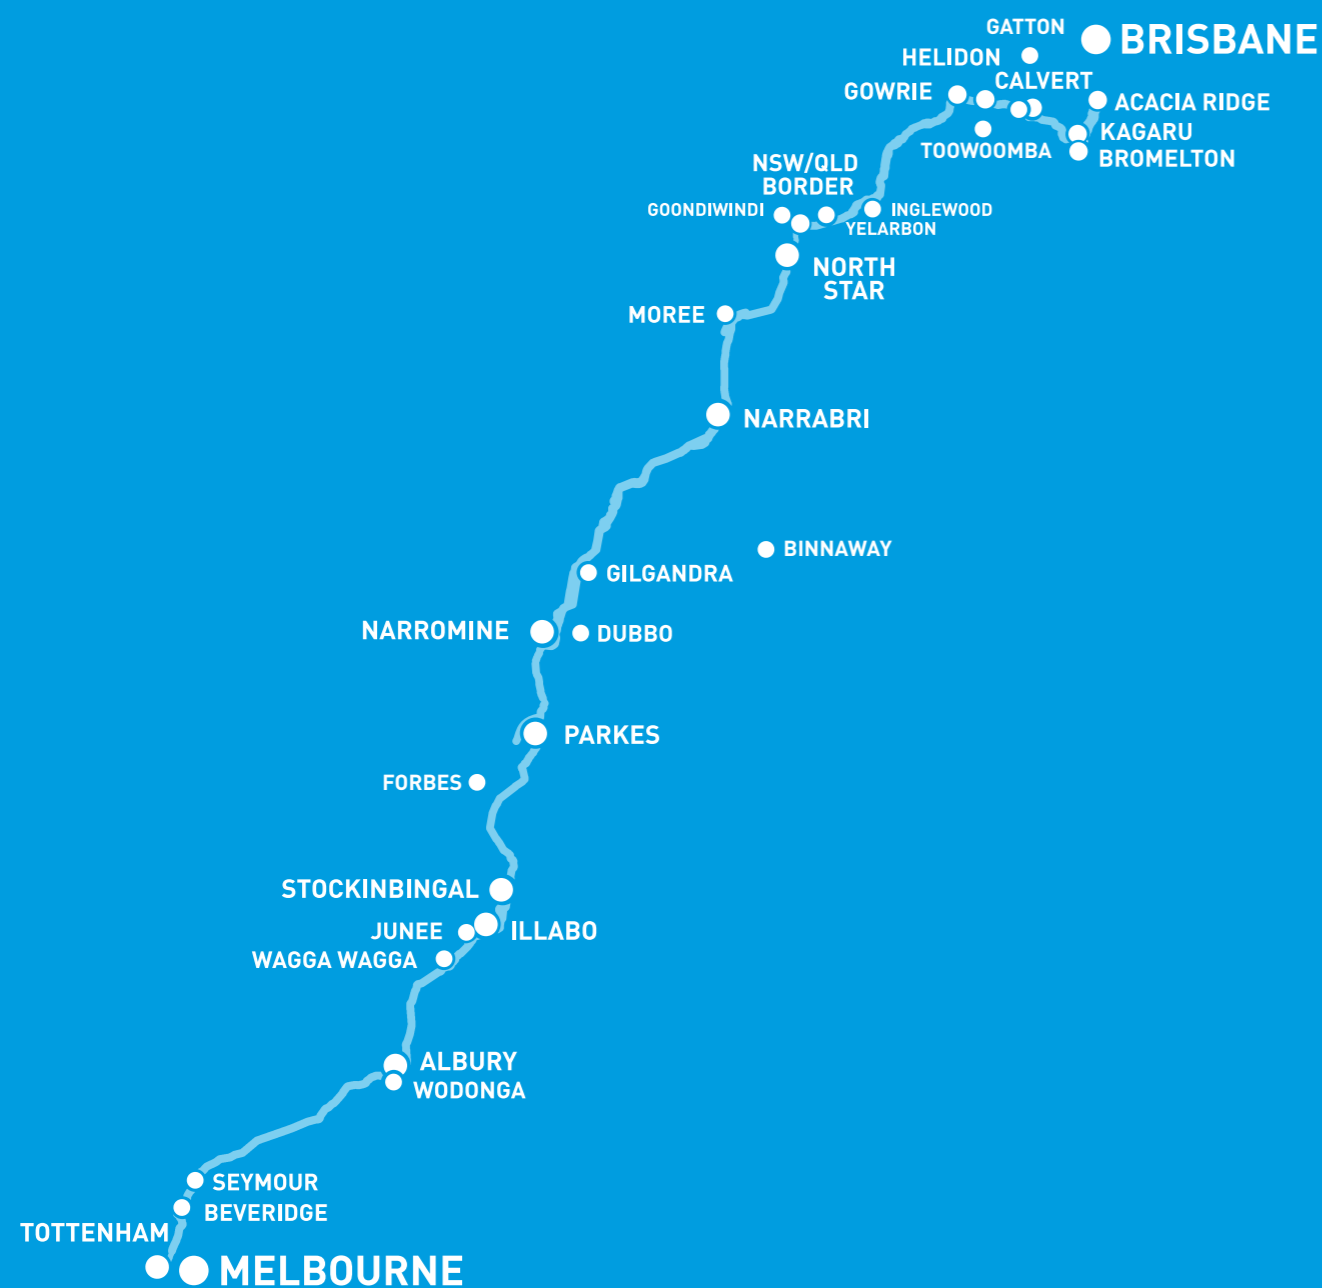 GATTON
BRISBANE
HELIDON
CALVERT
GOWRIE
ACACIA RIDGE
KAGARU
TOOWOOMBA
BROMELTON
NSW/QLD
BORDER
GOONDIWINDI
INGLEWOOD
YELARBON
NORTH
STAR
MOREE
NARRABRI
BINNAWAY
GILGANDRA
NARROMINE
DUBBO
PARKES
FORBES
STOCKINBINGAL
JUNEE
ILLABO
WAGGA WAGGA
ALBURY
WODONGA
SEYMOUR
BEVERIDGE
TOTTENHAM
MELBOURNE